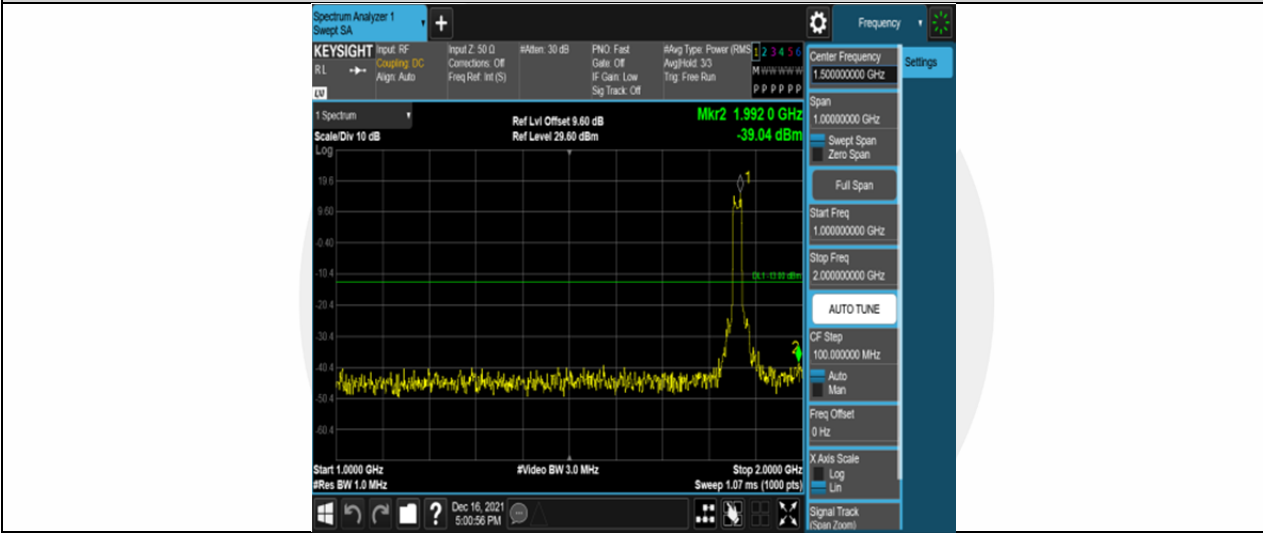 Spectrum Analyzer 1
Swept SA
+
Frequency
KEYSIGHT
RL
LV
Input: RF
Coupling: DC
Align: Auto
Input Z: 50 Ω
Corrections: Off
Freq Ref: Int (S)
#Atten: 30 dB
PNO: Fast
Gate: Off
IF Gain: Low
Sig Track: Off
#Avg Type: Power (RMS
Avg|Hold: 3/3
Trig: Free Run
1 2 3 4 5 6
M W W W W W
P P P P P P
1 Spectrum
Scale/Div 10 dB
Log
Ref Lvl Offset 9.60 dB
Ref Level 29.60 dBm
Mkr2 1.992 0 GHz
-39.04 dBm
19.6
9.60
-0.40
-10.4
-20.4
-30.4
-40.4
-50.4
-60.4
1
DL1 -13.00 dBm
2
Start 1.0000 GHz
#Res BW 1.0 MHz
#Video BW 3.0 MHz
Stop 2.0000 GHz
Sweep 1.07 ms (1000 pts)
Dec 16, 2021
5:00:56 PM
?
Center Frequency
1.500000000 GHz
Span
1.00000000 GHz
Swept Span
Zero Span
Full Span
Start Freq
1.000000000 GHz
Stop Freq
2.000000000 GHz
AUTO TUNE
CF Step
100.000000 MHz
Auto
Man
Freq Offset
0 Hz
X Axis Scale
Log
Lin
Signal Track
(Span Zoom)
Settings